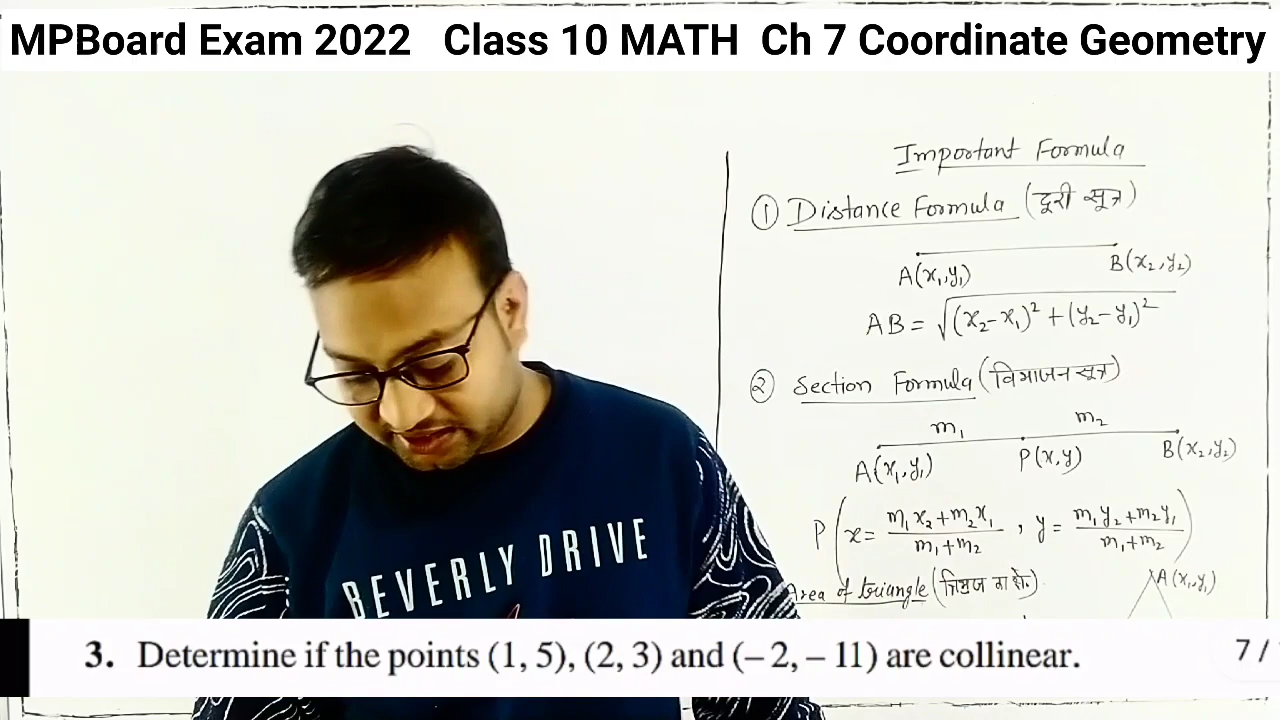 MPBoard Exam 2022 Class 10 MATH Ch 7 Coordinate Geometry
Important Formula
① Distance Formula (दूरी सूत्र)
A(x₁,y₁) B(x₂,y₂)
AB = √(x₂-x₁)² + (y₂-y₁)²
② Section Formula (विभाजन सूत्र)
m₁ m₂
A(x₁,y₁) P(x,y) B(x₂,y₂)
P(x = m₁x₂+m₂x₁/m₁+m₂ , y = m₁y₂+m₂y₁/m₁+m₂)
Area of triangle (त्रिभुज का क्षे.)
A(x₁,y₁)
BEVERLY DRIVE
3. Determine if the points (1, 5), (2, 3) and (– 2, – 11) are collinear.
7/